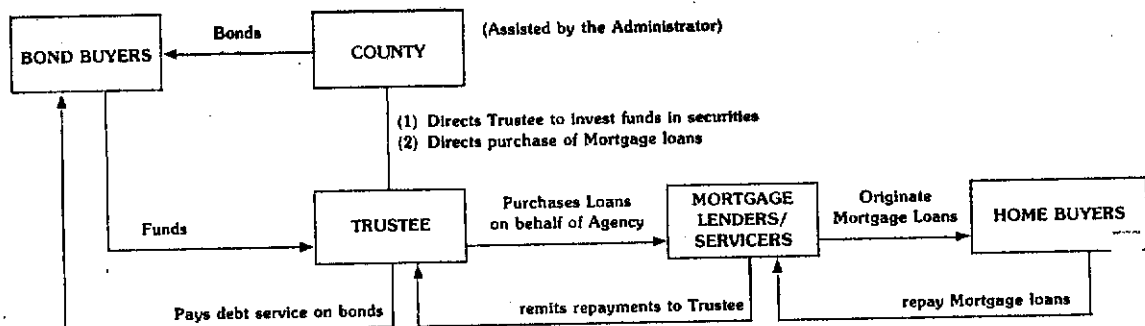 Bonds
(Assisted by the Administrator)
BOND BUYERS
COUNTY
(1) Directs Trustee to invest funds in securities
(2) Directs purchase of Mortgage loans
Funds
TRUSTEE
Purchases Loans
on behalf of Agency
MORTGAGE
LENDERS/
SERVICERS
Originate
Mortgage Loans
HOME BUYERS
Pays debt service on bonds
remits repayments to Trustee
repay Mortgage loans